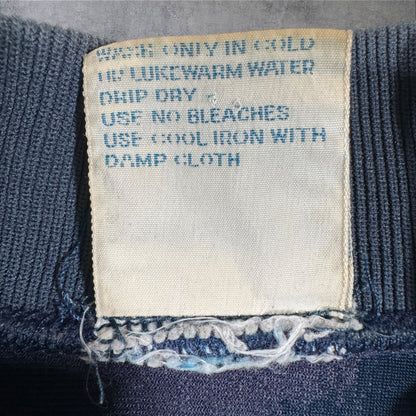 WASH ONLY IN COLD
OR LUKEWARM WATER
DRIP DRY
USE NO BLEACHES
USE COOL IRON WITH
DAMP CLOTH